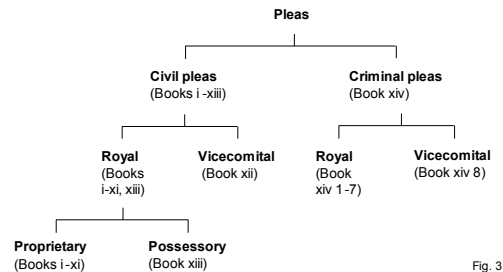 Pleas
Civil pleas
(Books i -xiii)
Criminal pleas
(Book xiv)
Royal
(Books
i-xi, xiii)
Vicecomital
(Book xii)
Royal
(Book
xiv 1 -7)
Vicecomital
(Book xiv 8)
Proprietary
(Books i -xi)
Possessory
(Book xiii)
Fig. 3